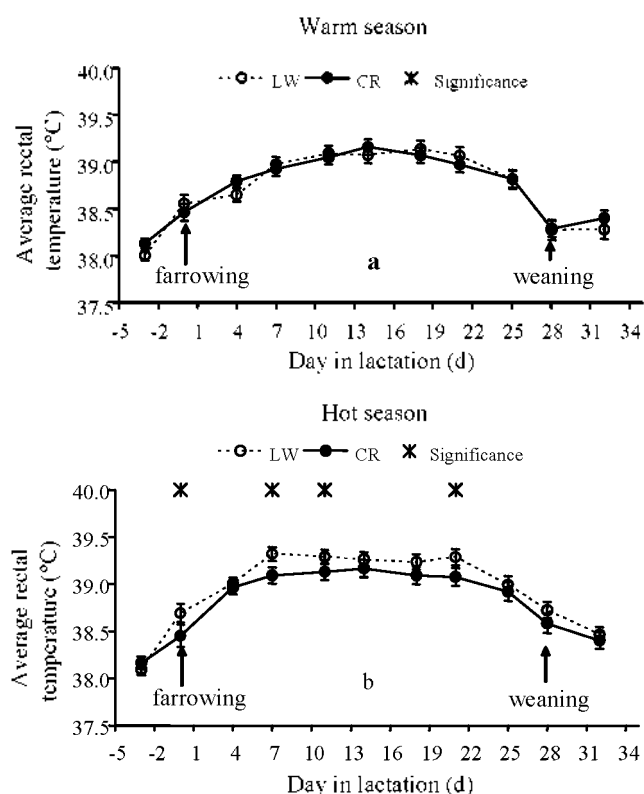 Warm season
LW CR Significance
40.0
39.5
39.0
38.5
38.0
37.5
Average rectal
temperature (°C)
farrowing
a
weaning
-5 -2 1 4 7 10 13 16 19 22 25 28 31 34
Day in lactation (d)
Hot season
LW CR Significance
40.0
39.5
39.0
38.5
38.0
37.5
Average rectal
temperature (°C)
farrowing
b
weaning
-5 -2 1 4 7 10 13 16 19 22 25 28 31 34
Day in lactation (d)